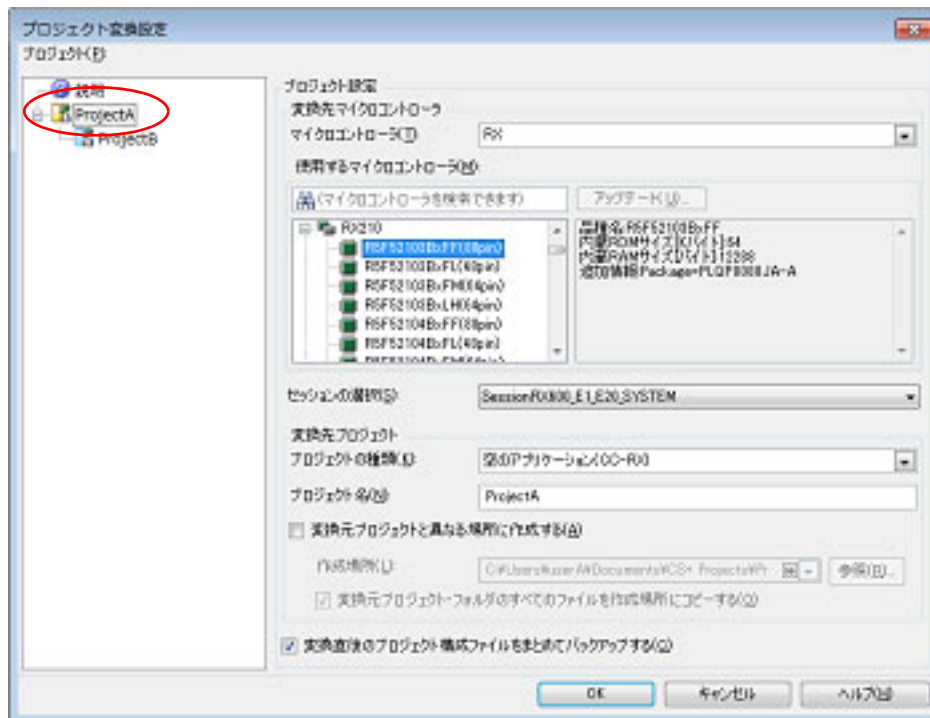 プロジェクト変換設定
プロジェクト(P)
説明
ProjectA
ProjectB
プロジェクト設定
変換先マイクロコントローラ
マイクロコントローラ(T)
RX
使用するマイクロコントローラ(M):
(マイクロコントローラを検索できます)
アップデート(U)...
RX210
R5F52103BxFF(80pin)
R5F52103BxFL(48pin)
R5F52103BxFM(64pin)
R5F52103BxLH(64pin)
R5F52104BxFF(80pin)
R5F52104BxFL(48pin)
R5F52104BxFM(64pin)
品種名:R5F52103BxFF
内蔵ROMサイズ[Kバイト]:64
内蔵RAMサイズ[バイト]:12288
追加情報:Package=PLQP0080JA-A
セッションの選択(S):
SessionRX600_E1_E20_SYSTEM
変換先プロジェクト
プロジェクトの種類(K):
空のアプリケーション(CC-RX)
プロジェクト名(N):
ProjectA
変換元プロジェクトと異なる場所に作成する(A)
作成場所(L):
参照(R)...
変換元プロジェクト・フォルダのすべてのファイルを作成場所にコピーする(O)
変換直後のプロジェクト構成ファイルをまとめてバックアップする(C)
OK
キャンセル
ヘルプ(H)